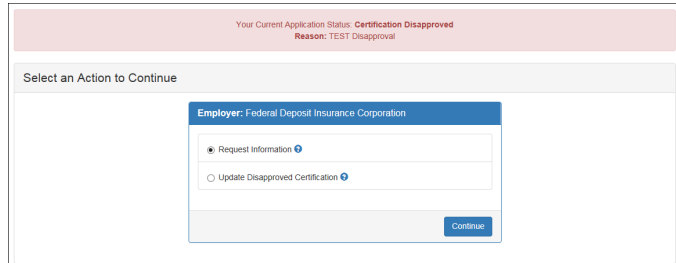 Your Current Application Status: Certification Disapproved
Reason: TEST Disapproval
Select an Action to Continue
Employer: Federal Deposit Insurance Corporation
Request Information ?
Update Disapproved Certification ?
Continue